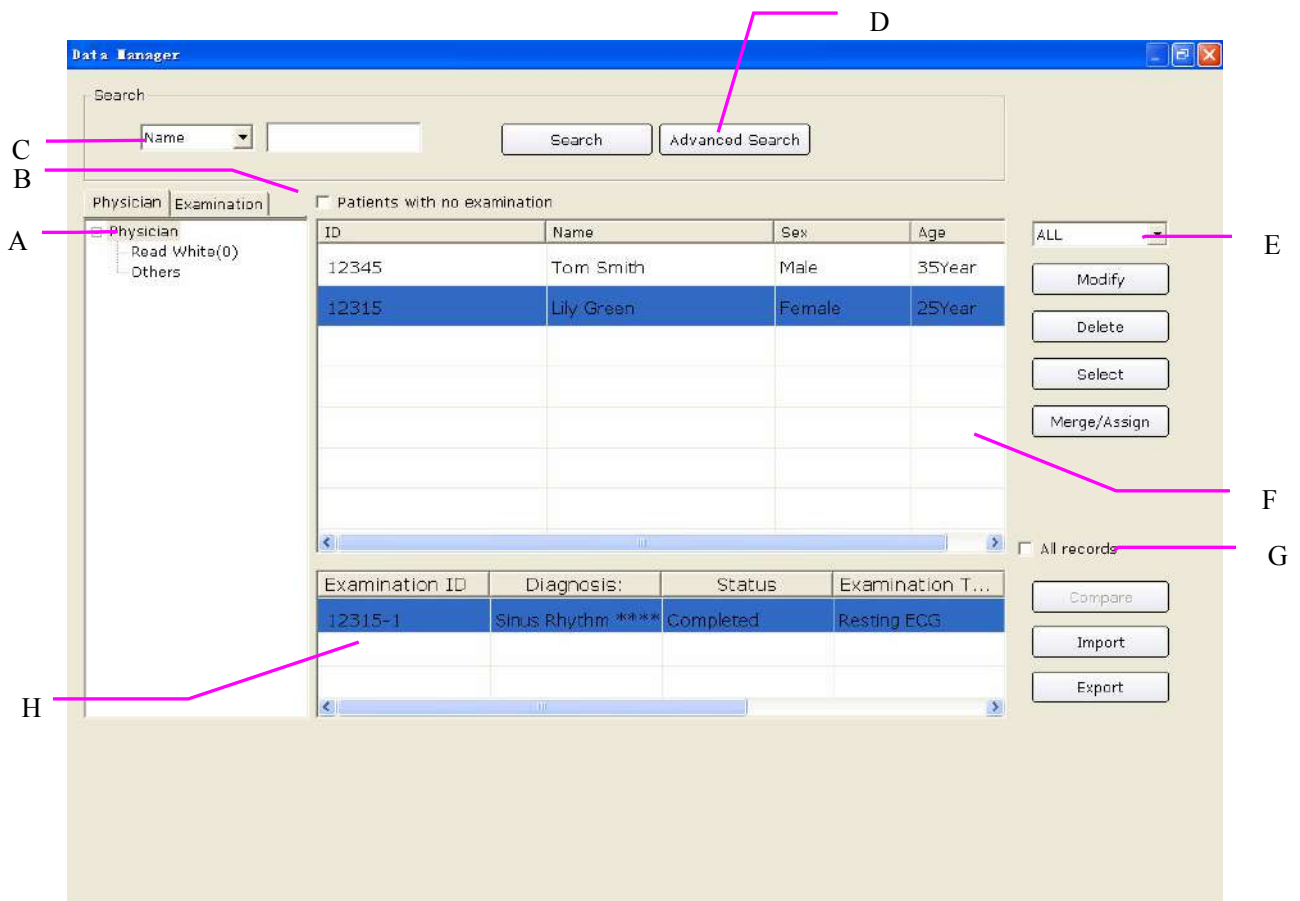 D
Data Manager
Search
C
Name
Search
Advanced Search
B
Physician
Examination
Patients with no examination
A
Physician
Read White(0)
Others
ID
Name
Sex
Age
12345
Tom Smith
Male
35Year
12315
Lily Green
Female
25Year
ALL
E
Modify
Delete
Select
Merge/Assign
F
All records
G
Examination ID
Diagnosis:
Status
Examination T...
12315-1
Sinus Rhythm ****
Completed
Resting ECG
Compare
Import
Export
H